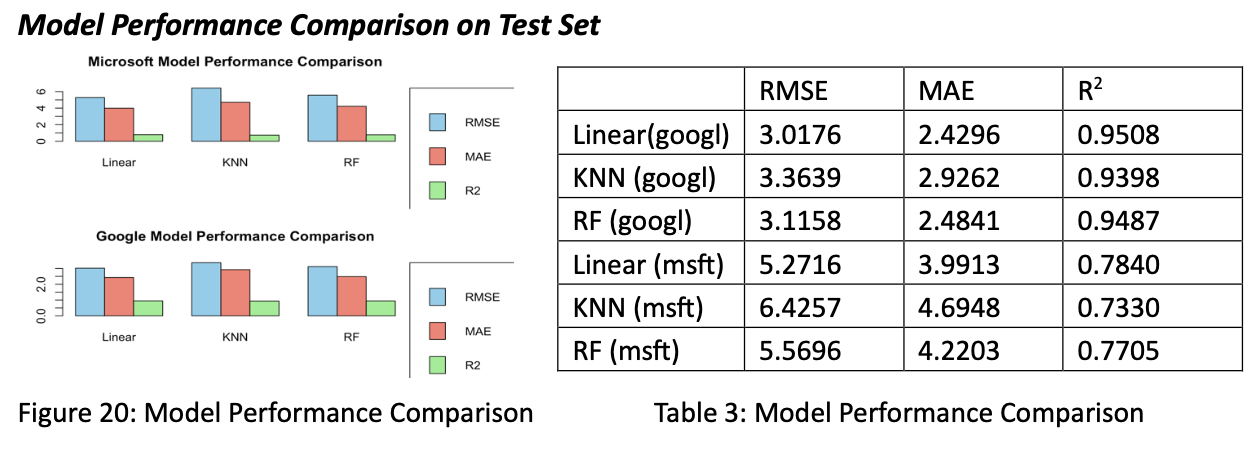 Model Performance Comparison on Test Set
Microsoft Model Performance Comparison
6
4
2
0
Linear KNN RF
RMSE
MAE
R2
Google Model Performance Comparison
2.0
0.0
Linear KNN RF
RMSE
MAE
R2
Figure 20: Model Performance Comparison
RMSE MAE R²
Linear(googl) 3.0176 2.4296 0.9508
KNN (googl) 3.3639 2.9262 0.9398
RF (googl) 3.1158 2.4841 0.9487
Linear (msft) 5.2716 3.9913 0.7840
KNN (msft) 6.4257 4.6948 0.7330
RF (msft) 5.5696 4.2203 0.7705
Table 3: Model Performance Comparison